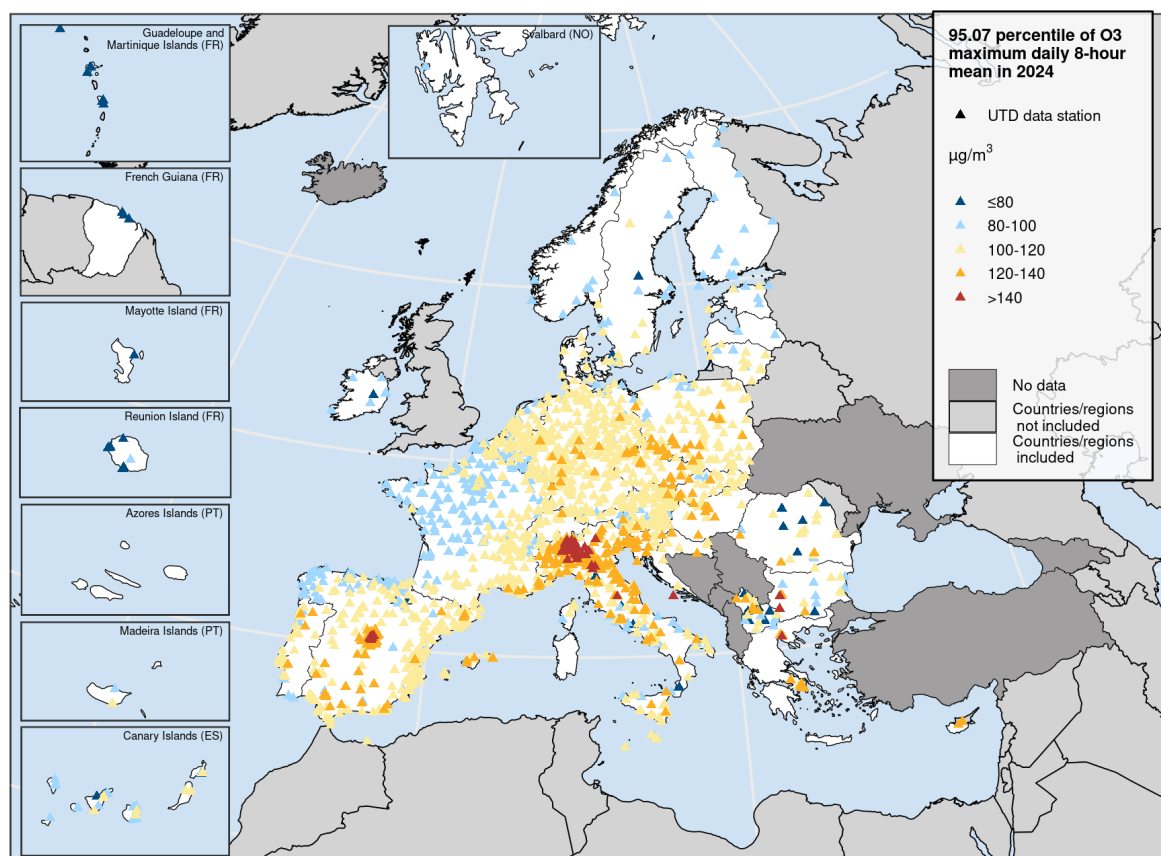 Guadeloupe and
Martinique Islands (FR)
French Guiana (FR)
Mayotte Island (FR)
Reunion Island (FR)
Azores Islands (PT)
Madeira Islands (PT)
Canary Islands (ES)
Svalbard (NO)
95.07 percentile of O3
maximum daily 8-hour
mean in 2024
UTD data station
µg/m³
≤80
80-100
100-120
120-140
>140
No data
Countries/regions
not included
Countries/regions
included